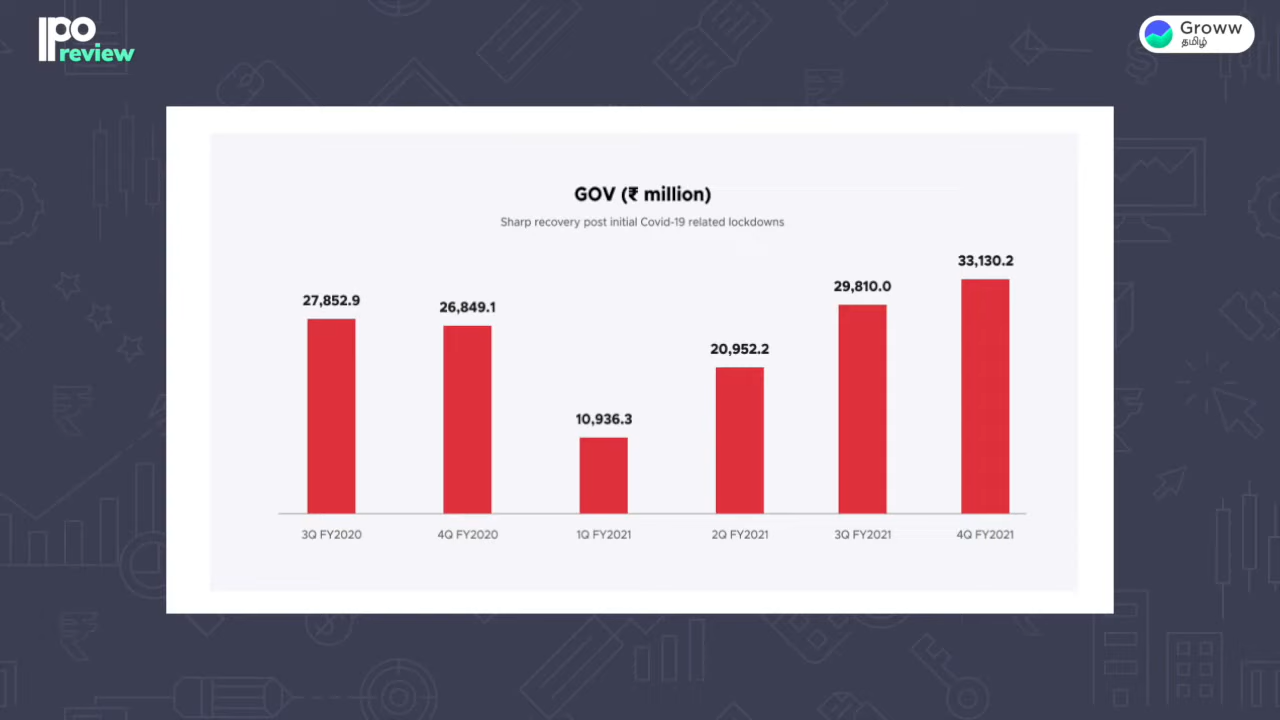 IPO
review
Groww
தமிழ்
GOV (₹ million)
Sharp recovery post initial Covid-19 related lockdowns
27,852.9
26,849.1
10,936.3
20,952.2
29,810.0
33,130.2
3Q FY2020
4Q FY2020
1Q FY2021
2Q FY2021
3Q FY2021
4Q FY2021